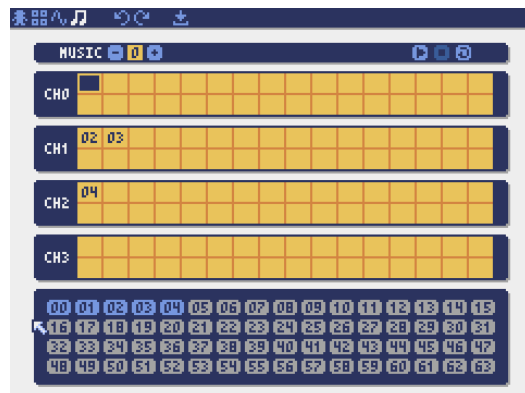 MUSIC 0
CH0
CH1 02 03
CH2 04
CH3
00 01 02 03 04 05 06 07 08 09 10 11 12 13 14 15
16 17 18 19 20 21 22 23 24 25 26 27 28 29 30 31
32 33 34 35 36 37 38 39 40 41 42 43 44 45 46 47
48 49 50 51 52 53 54 55 56 57 58 59 60 61 62 63